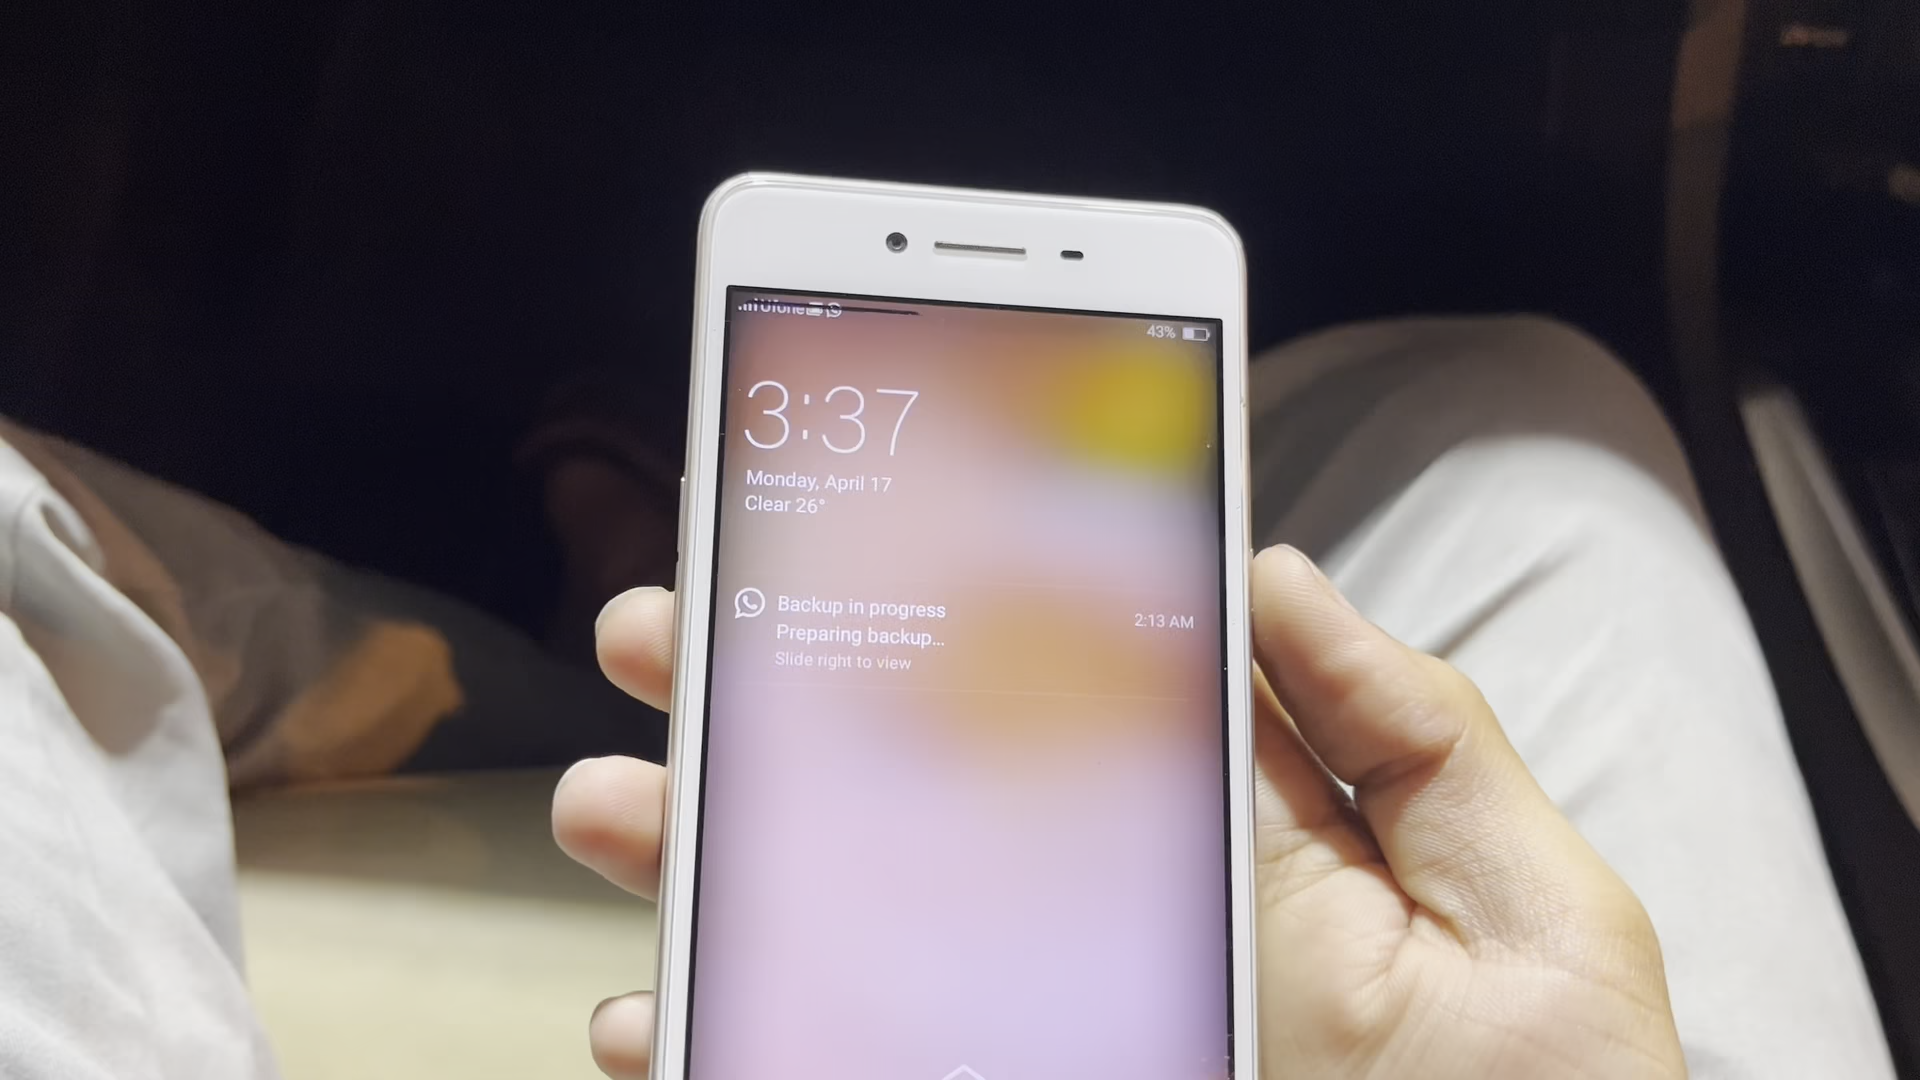 Ufone
43%
3:37
Monday, April 17
Clear 26°
Backup in progress
2:13 AM
Preparing backup...
Slide right to view